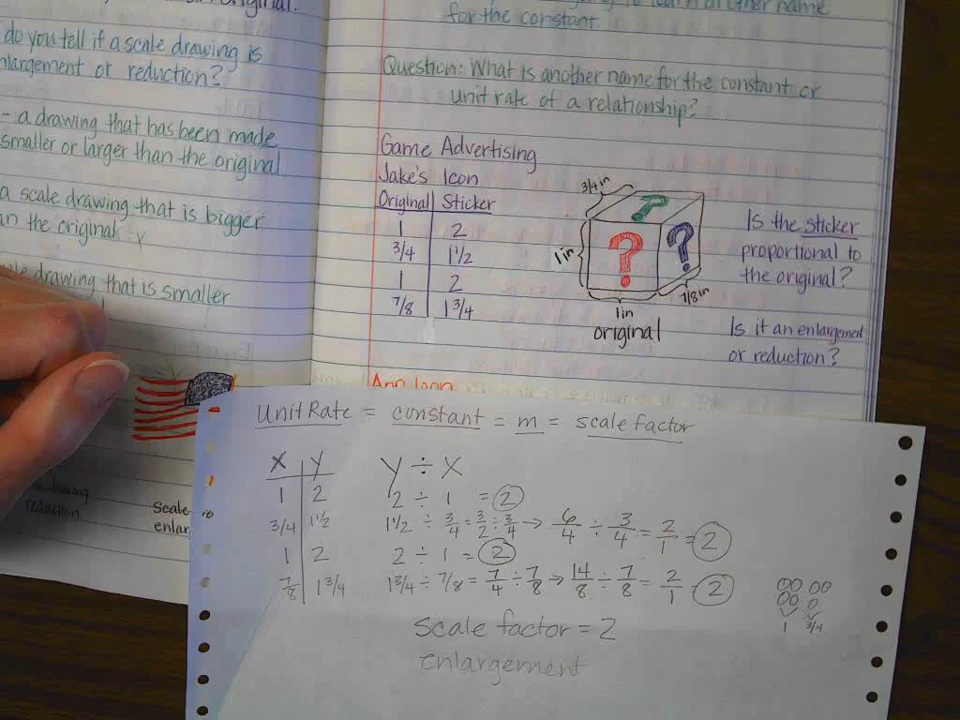 original.
do you tell if a scale drawing is
enlargement or reduction?
- a drawing that has been made
smaller or larger than the original
a scale drawing that is bigger
than the original
drawing that is smaller
reduction
Scale
enlar
name
for the constant.
Question: What is another name for the constant or
unit rate of a relationship?
Game Advertising
Jake's Icon
Original Sticker
1 2
3/4 1 1/2
1 2
7/8 1 3/4
3/4 in
? ? ?
1in
7/8 in
1in
original
Is the sticker
proportional to
the original?
Is it an enlargement
or reduction?
Unit Rate = constant = m = scale factor
X Y Y ÷ X
1 2 2 ÷ 1 = 2
3/4 1 1/2 1 1/2 ÷ 3/4 = 3/2 ÷ 3/4 → 6/4 ÷ 3/4 = 2/1 = 2
1 2 2 ÷ 1 = 2
7/8 1 3/4 1 3/4 ÷ 7/8 = 7/4 ÷ 7/8 → 14/8 ÷ 7/8 = 2/1 = 2
1 3/4
scale factor = 2
enlargement